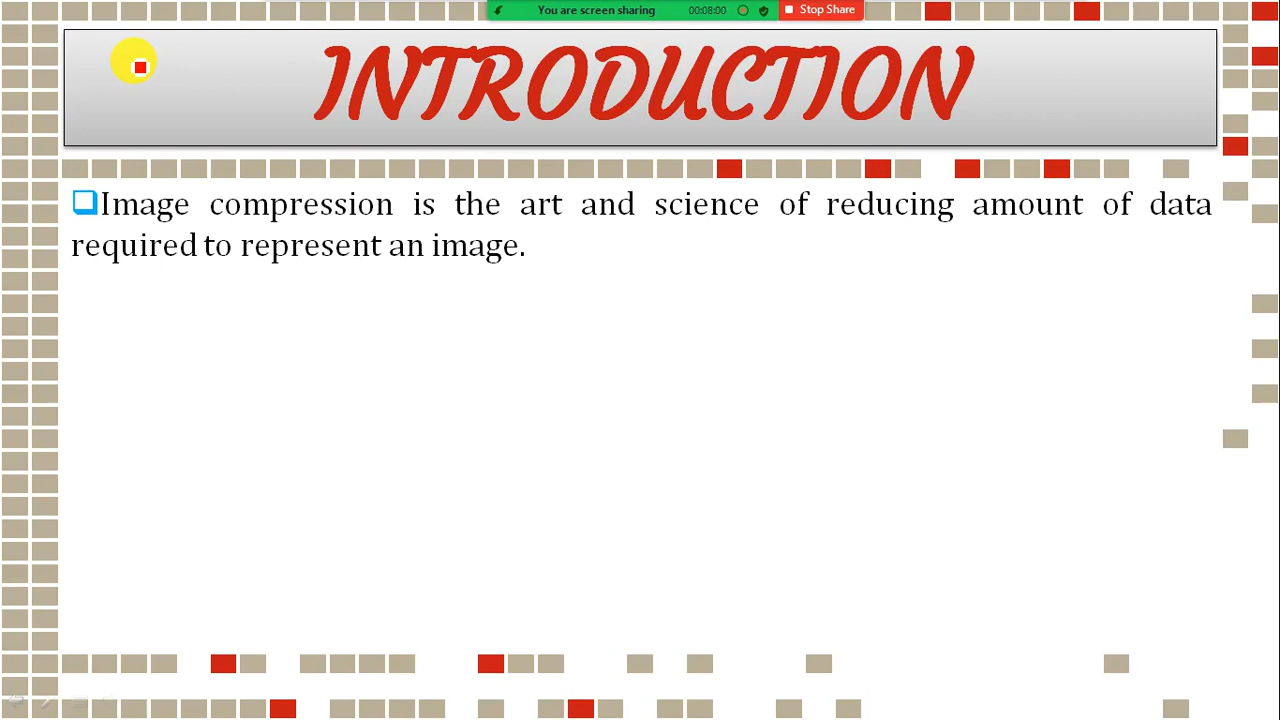 You are screen sharing 00:08:00 Stop Share
INTRODUCTION
Image compression is the art and science of reducing amount of data
required to represent an image.